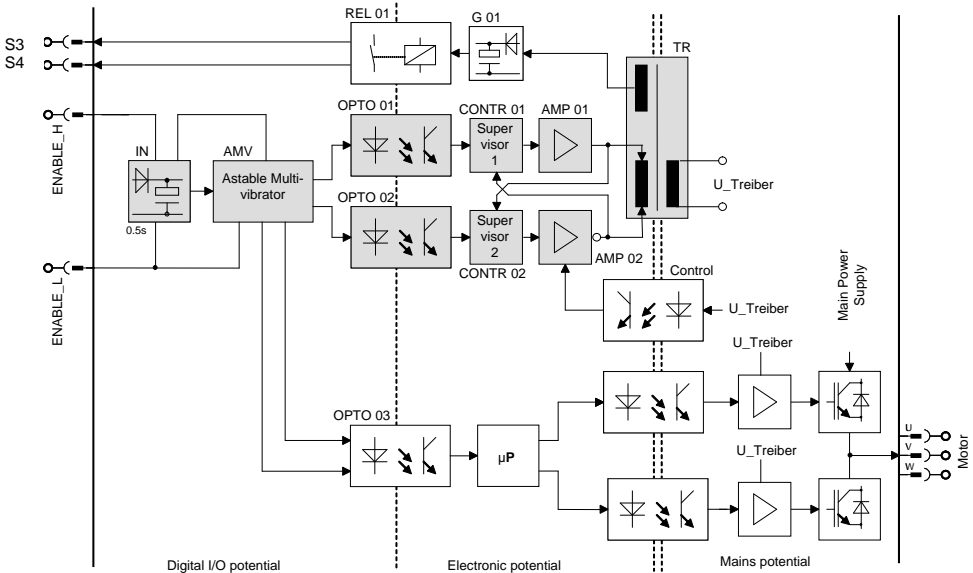 REL 01
G 01
TR
S3
S4
OPTO 01
CONTR 01
AMP 01
Super
visor
1
ENABLE_H
IN
AMV
Astable Multi-
vibrator
0.5s
U_Treiber
OPTO 02
Super
visor
2
CONTR 02
AMP 02
ENABLE_L
Control
U_Treiber
Main Power
Supply
U_Treiber
OPTO 03
µP
U_Treiber
U
V
W
Motor
Digital I/O potential
Electronic potential
Mains potential